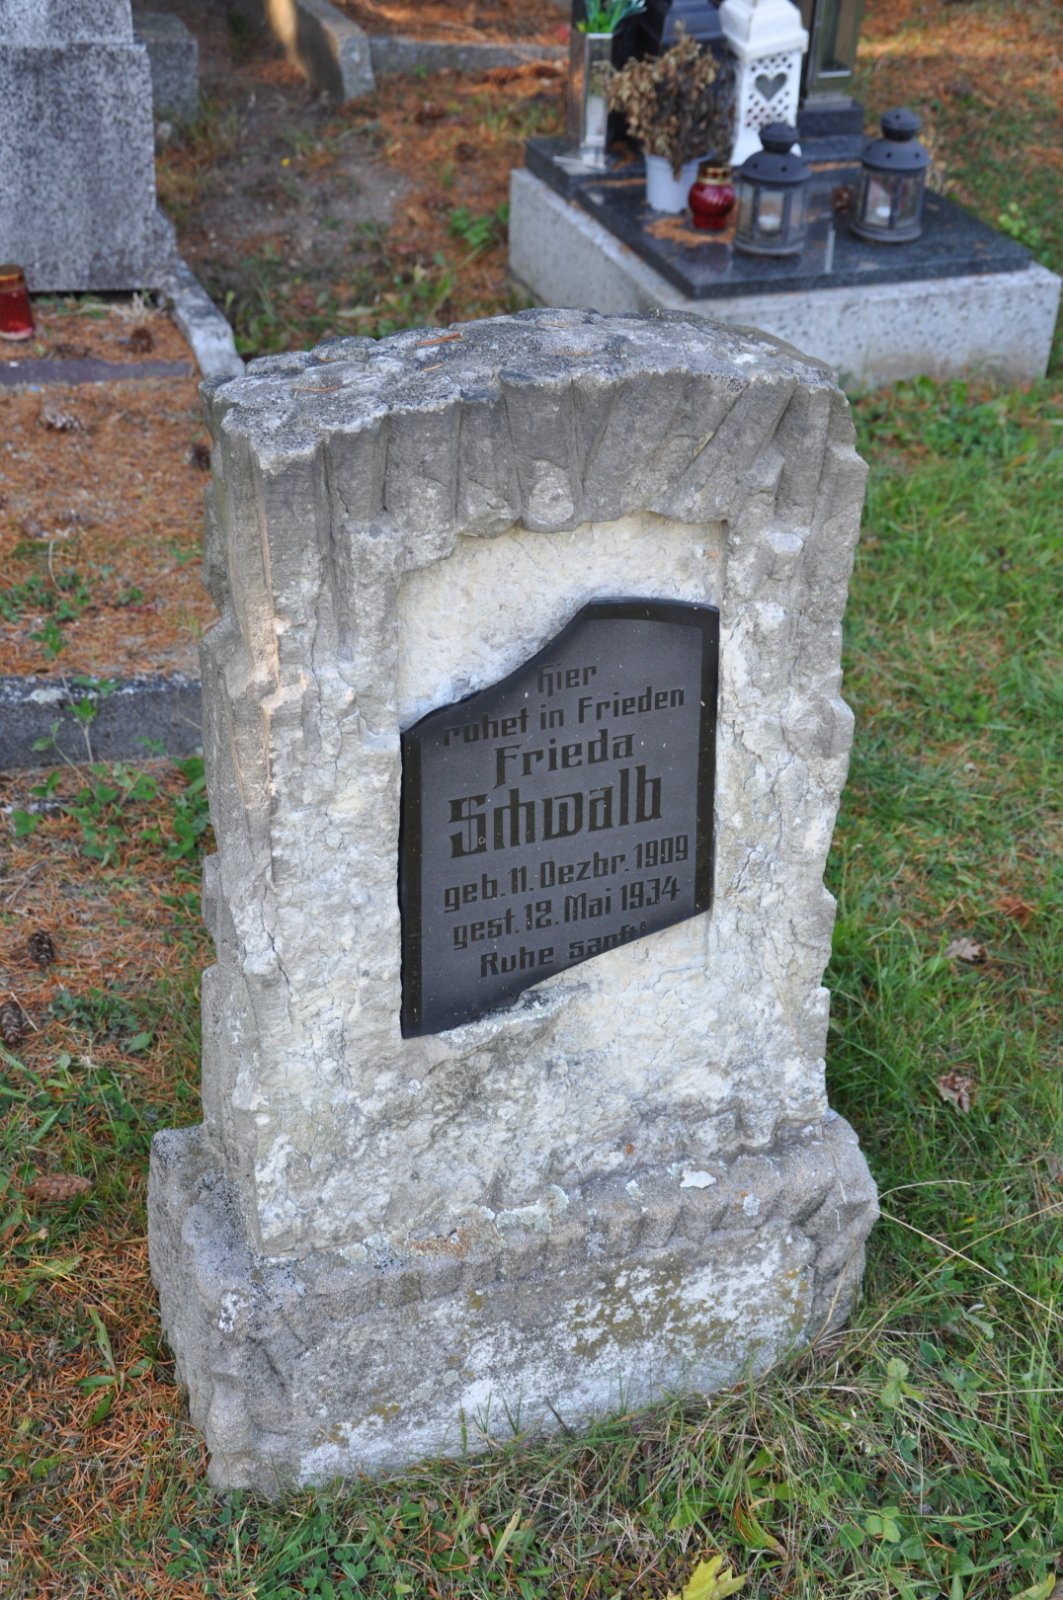 Hier
ruhet in Frieden
Frieda
Schwalb
geb. 11. Dezbr. 1909
gest. 12. Mai 1934
Ruhe sanft!